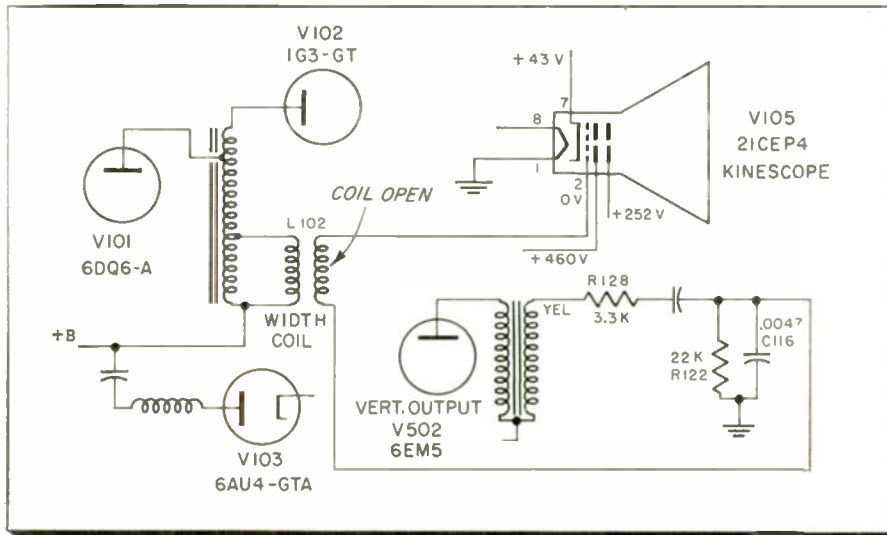 V102
1G3-GT
+43 V
7
8
1
2
0V
V105
21CEP4
KINESCOPE
+252 V
+460V
COIL OPEN
L 102
V101
6DQ6-A
WIDTH
COIL
+B
V103
6AU4-GTA
VERT. OUTPUT
V502
6EM5
YEL
R128
3.3K
22K
R122
.0047
C116